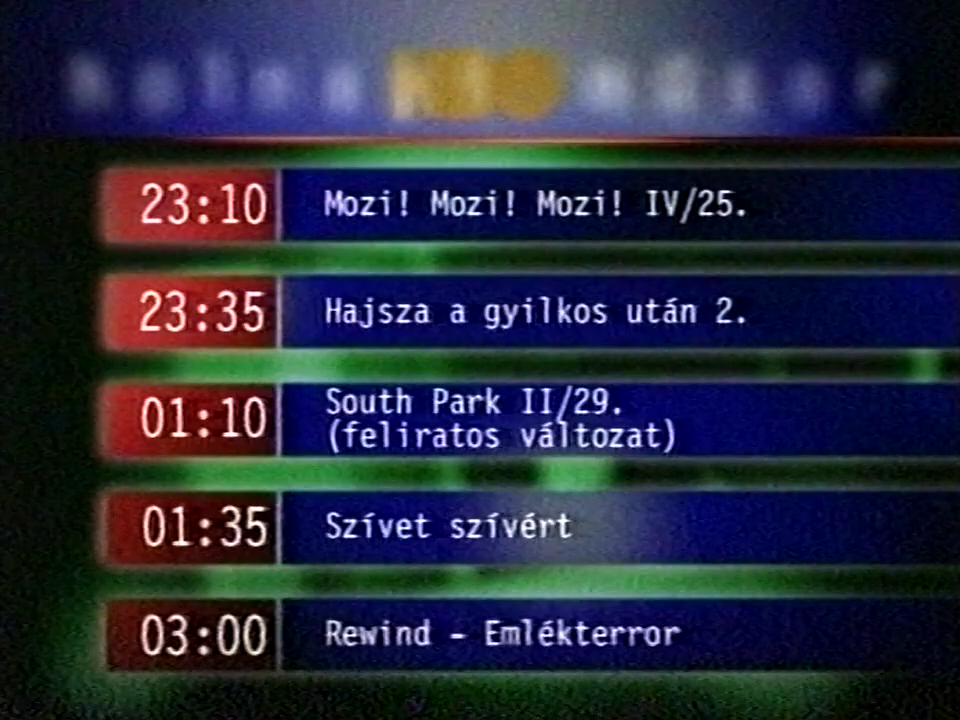 23:10 Mozi! Mozi! Mozi! IV/25.
23:35 Hajsza a gyilkos után 2.
01:10 South Park II/29.
(feliratos változat)
01:35 Szívet szívért
03:00 Rewind - Emlékterror